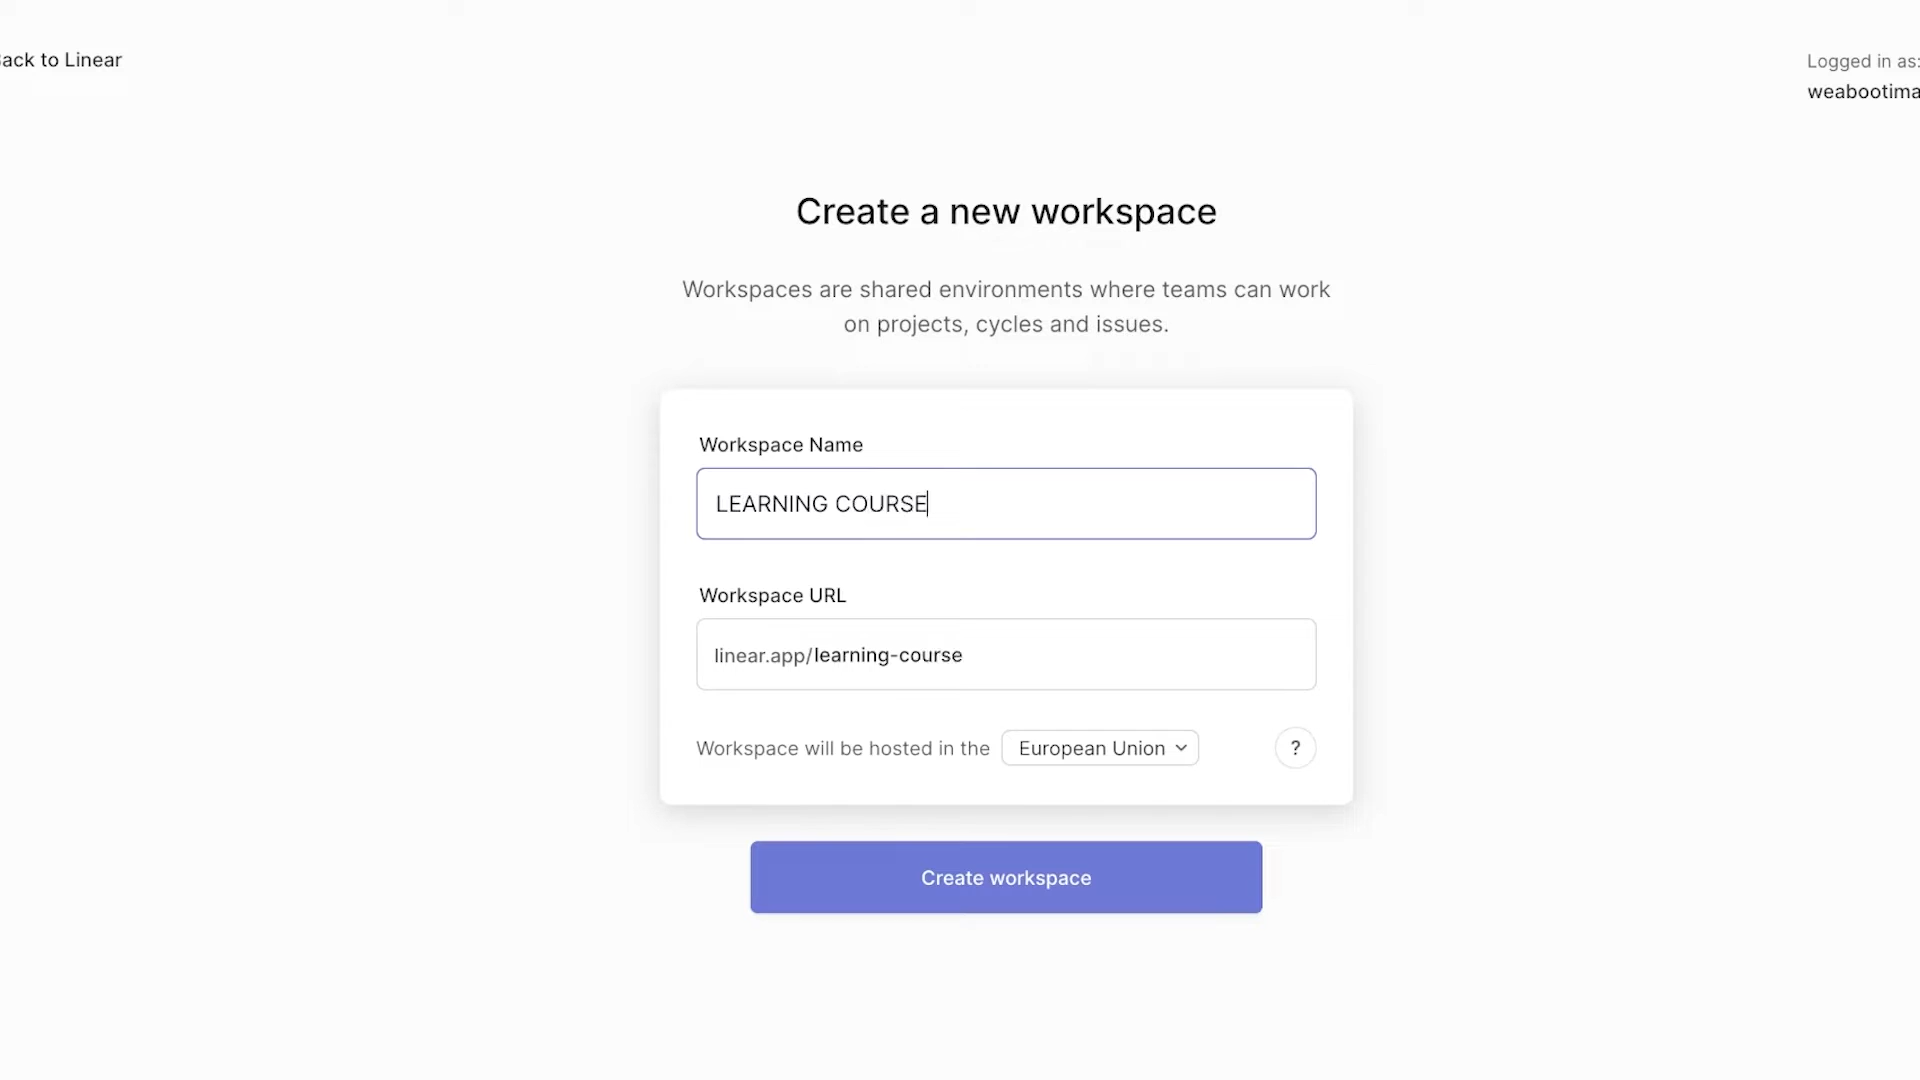 ack to Linear
Logged in as:
weabootima
Create a new workspace
Workspaces are shared environments where teams can work
on projects, cycles and issues.
Workspace Name
LEARNING COURSE
Workspace URL
linear.app/learning-course
Workspace will be hosted in the European Union ?
Create workspace